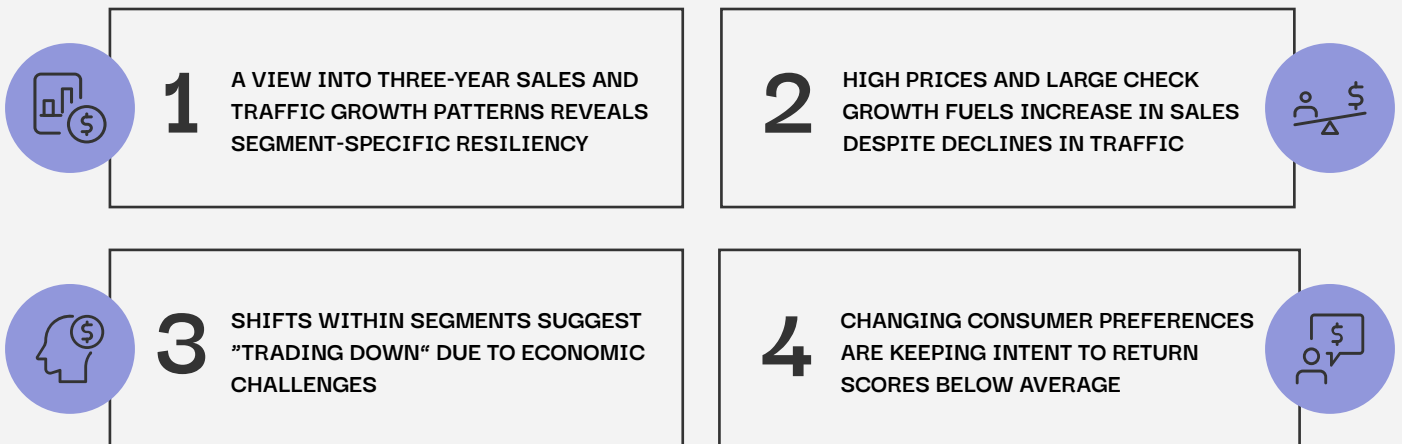 1
A VIEW INTO THREE-YEAR SALES AND
TRAFFIC GROWTH PATTERNS REVEALS
SEGMENT-SPECIFIC RESILIENCY
$
2
HIGH PRICES AND LARGE CHECK
GROWTH FUELS INCREASE IN SALES
DESPITE DECLINES IN TRAFFIC
$
3
SHIFTS WITHIN SEGMENTS SUGGEST
”TRADING DOWN“ DUE TO ECONOMIC
CHALLENGES
$
4
CHANGING CONSUMER PREFERENCES
ARE KEEPING INTENT TO RETURN
SCORES BELOW AVERAGE
$